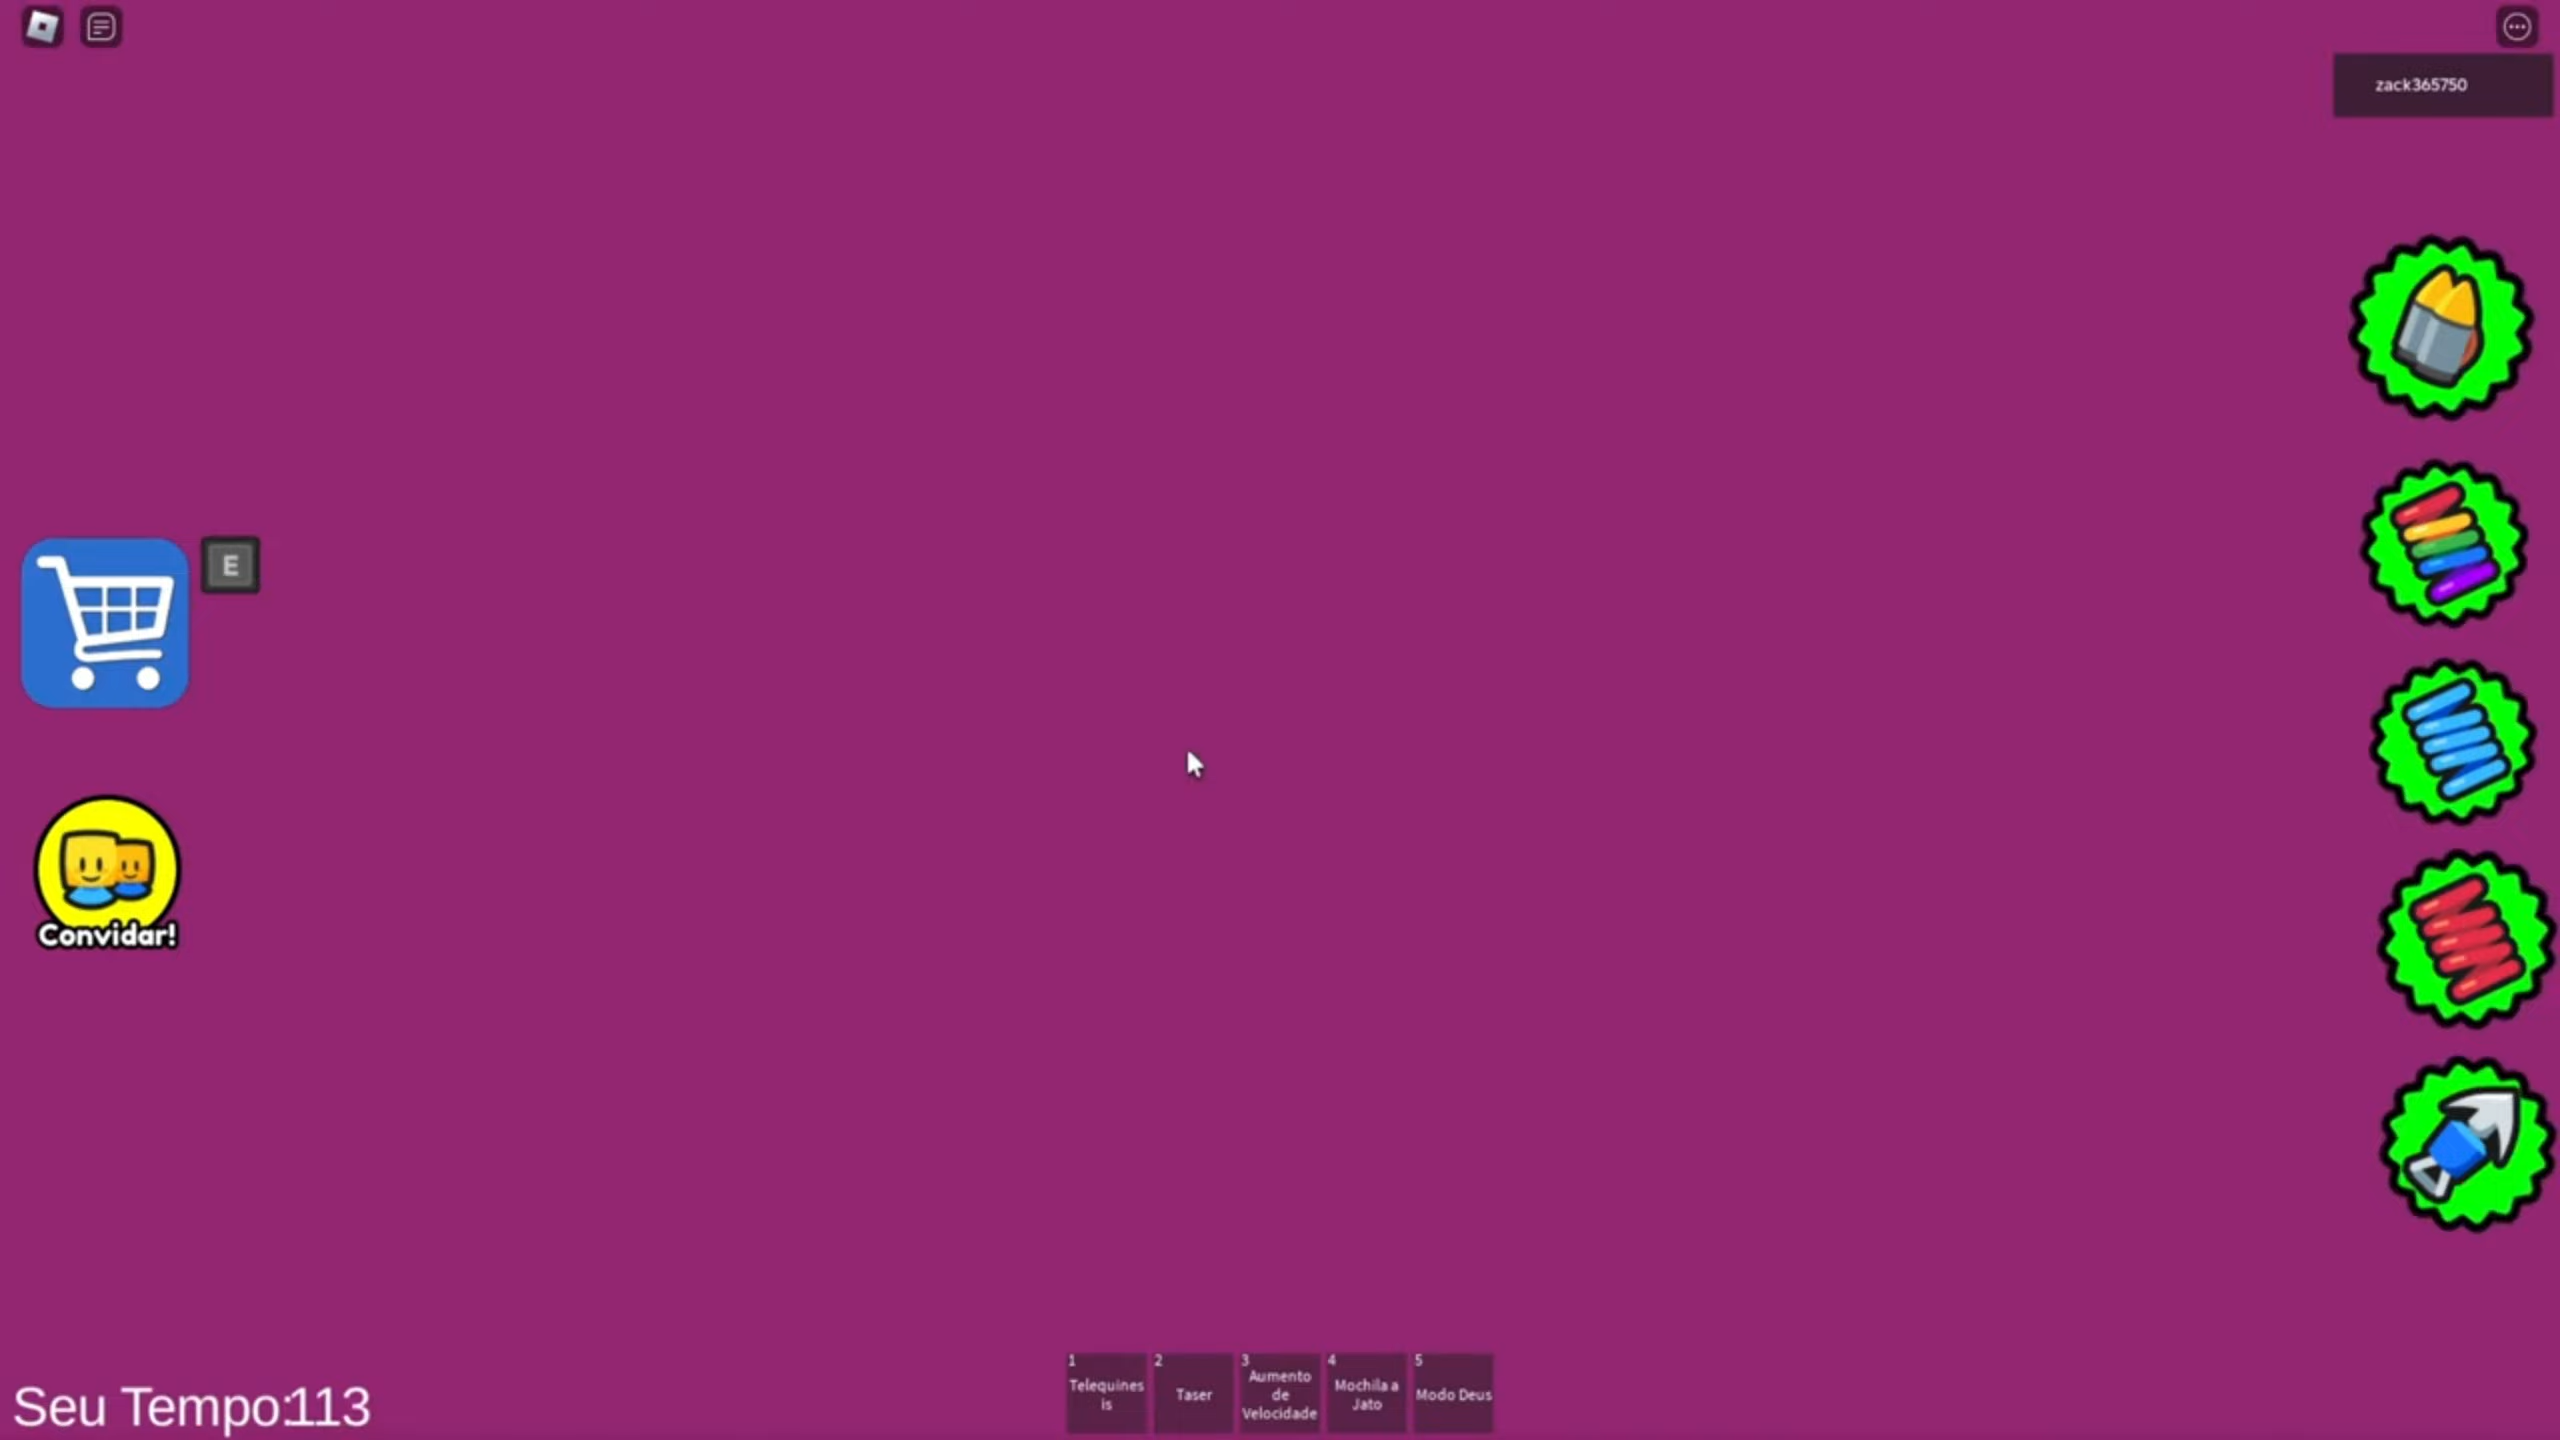 zack365750
E
Convidar!
1
Telequines
is
2
Taser
3
Aumento
de
Velocidade
4
Mochila a
Jato
5
Modo Deus
Seu Tempo:113